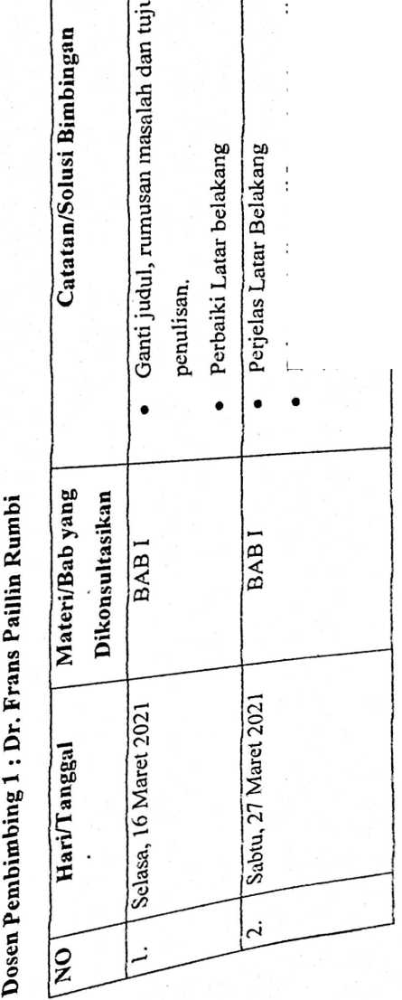 Dosen Pembimbing 1 : Dr. Frans Paillin Rumbi
NO
Hari/Tanggal
Materi/Bab yang
Dikonsultasikan
Catatan/Solusi Bimbingan
1.
Selasa, 16 Maret 2021
BAB I
• Ganti judul, rumusan masalah dan tuju
penulisan.
• Perbaiki Latar belakang
2.
Sabtu, 27 Maret 2021
BAB I
• Perjelas Latar Belakang
•